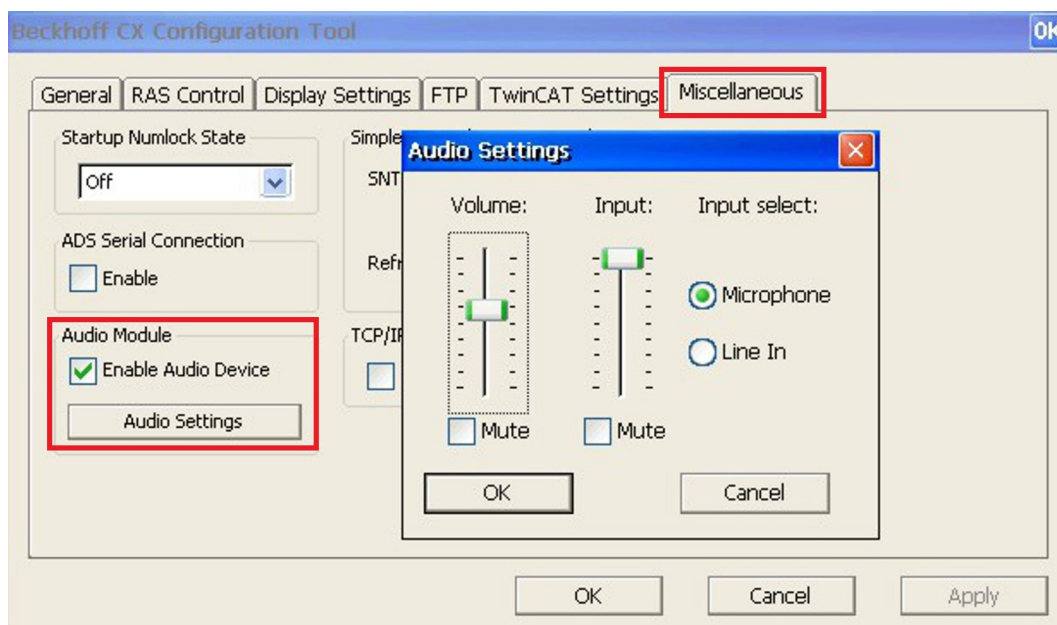 Beckhoff CX Configuration Tool
OK
General RAS Control Display Settings FTP TwinCAT Settings Miscellaneous
Startup Numlock State
Off
ADS Serial Connection
Enable
Audio Module
Enable Audio Device
Audio Settings
Simple
SNT
Refr
TCP/IP
Audio Settings
Volume: Input: Input select:
Microphone
Line In
Mute Mute
OK Cancel
OK Cancel Apply